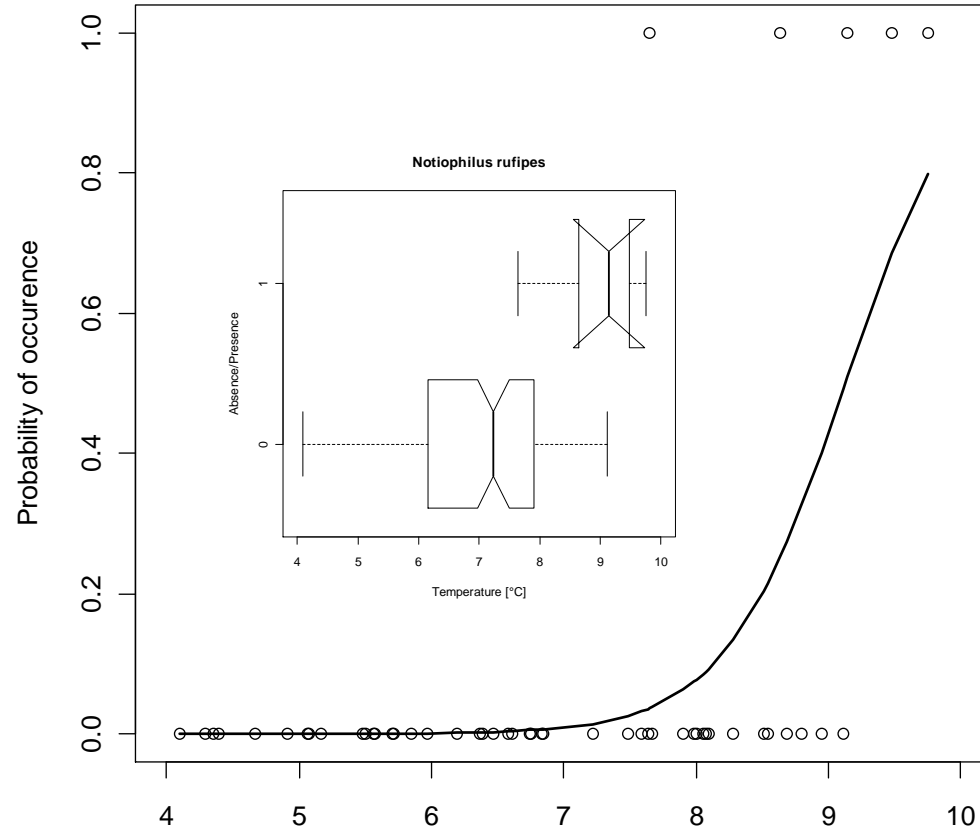 1.0
0.8
0.6
0.4
0.2
0.0
Probability of occurence
4 5 6 7 8 9 10
Notiophilus rufipes
1
0
Absence/Presence
4 5 6 7 8 9 10
Temperature [°C]